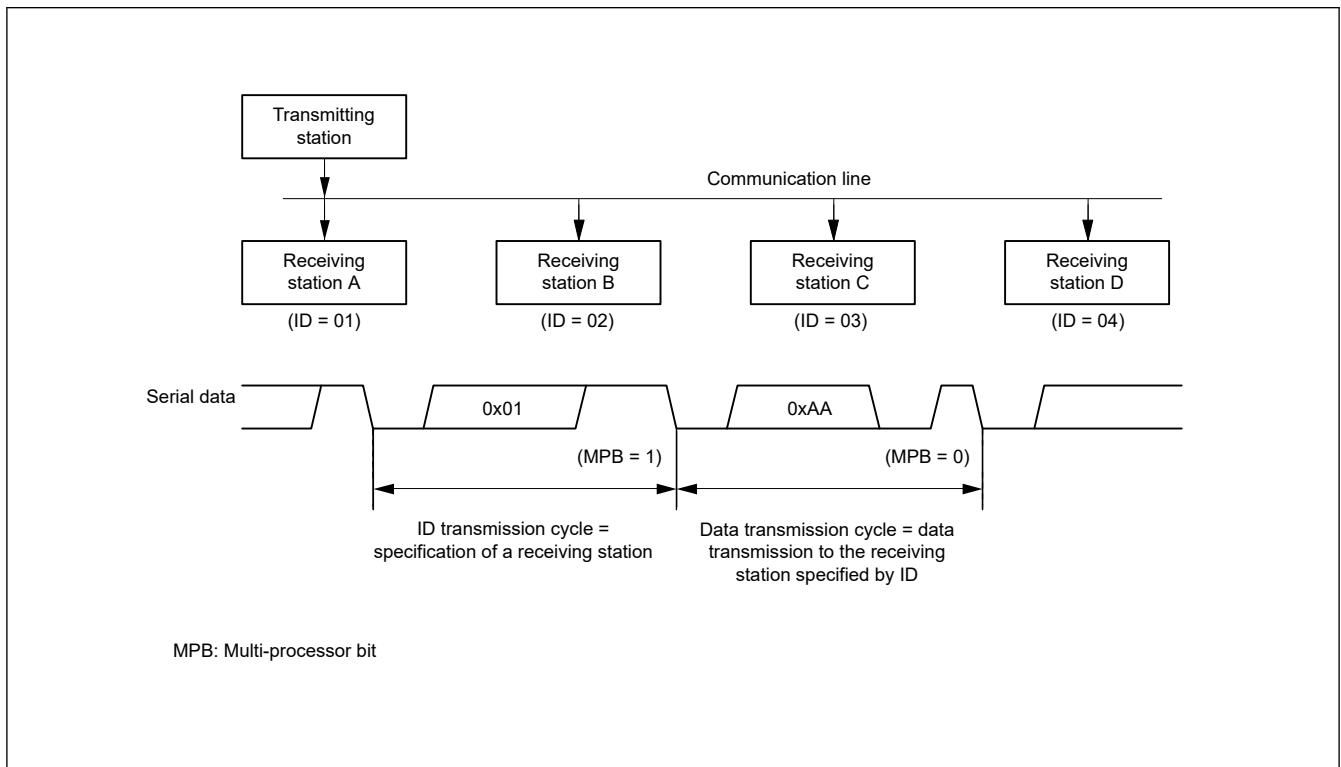 Transmitting
station
Communication line
Receiving
station A
Receiving
station B
Receiving
station C
Receiving
station D
(ID = 01)
(ID = 02)
(ID = 03)
(ID = 04)
Serial data
0x01
0xAA
(MPB = 1)
(MPB = 0)
ID transmission cycle =
specification of a receiving station
Data transmission cycle = data
transmission to the receiving
station specified by ID
MPB: Multi-processor bit